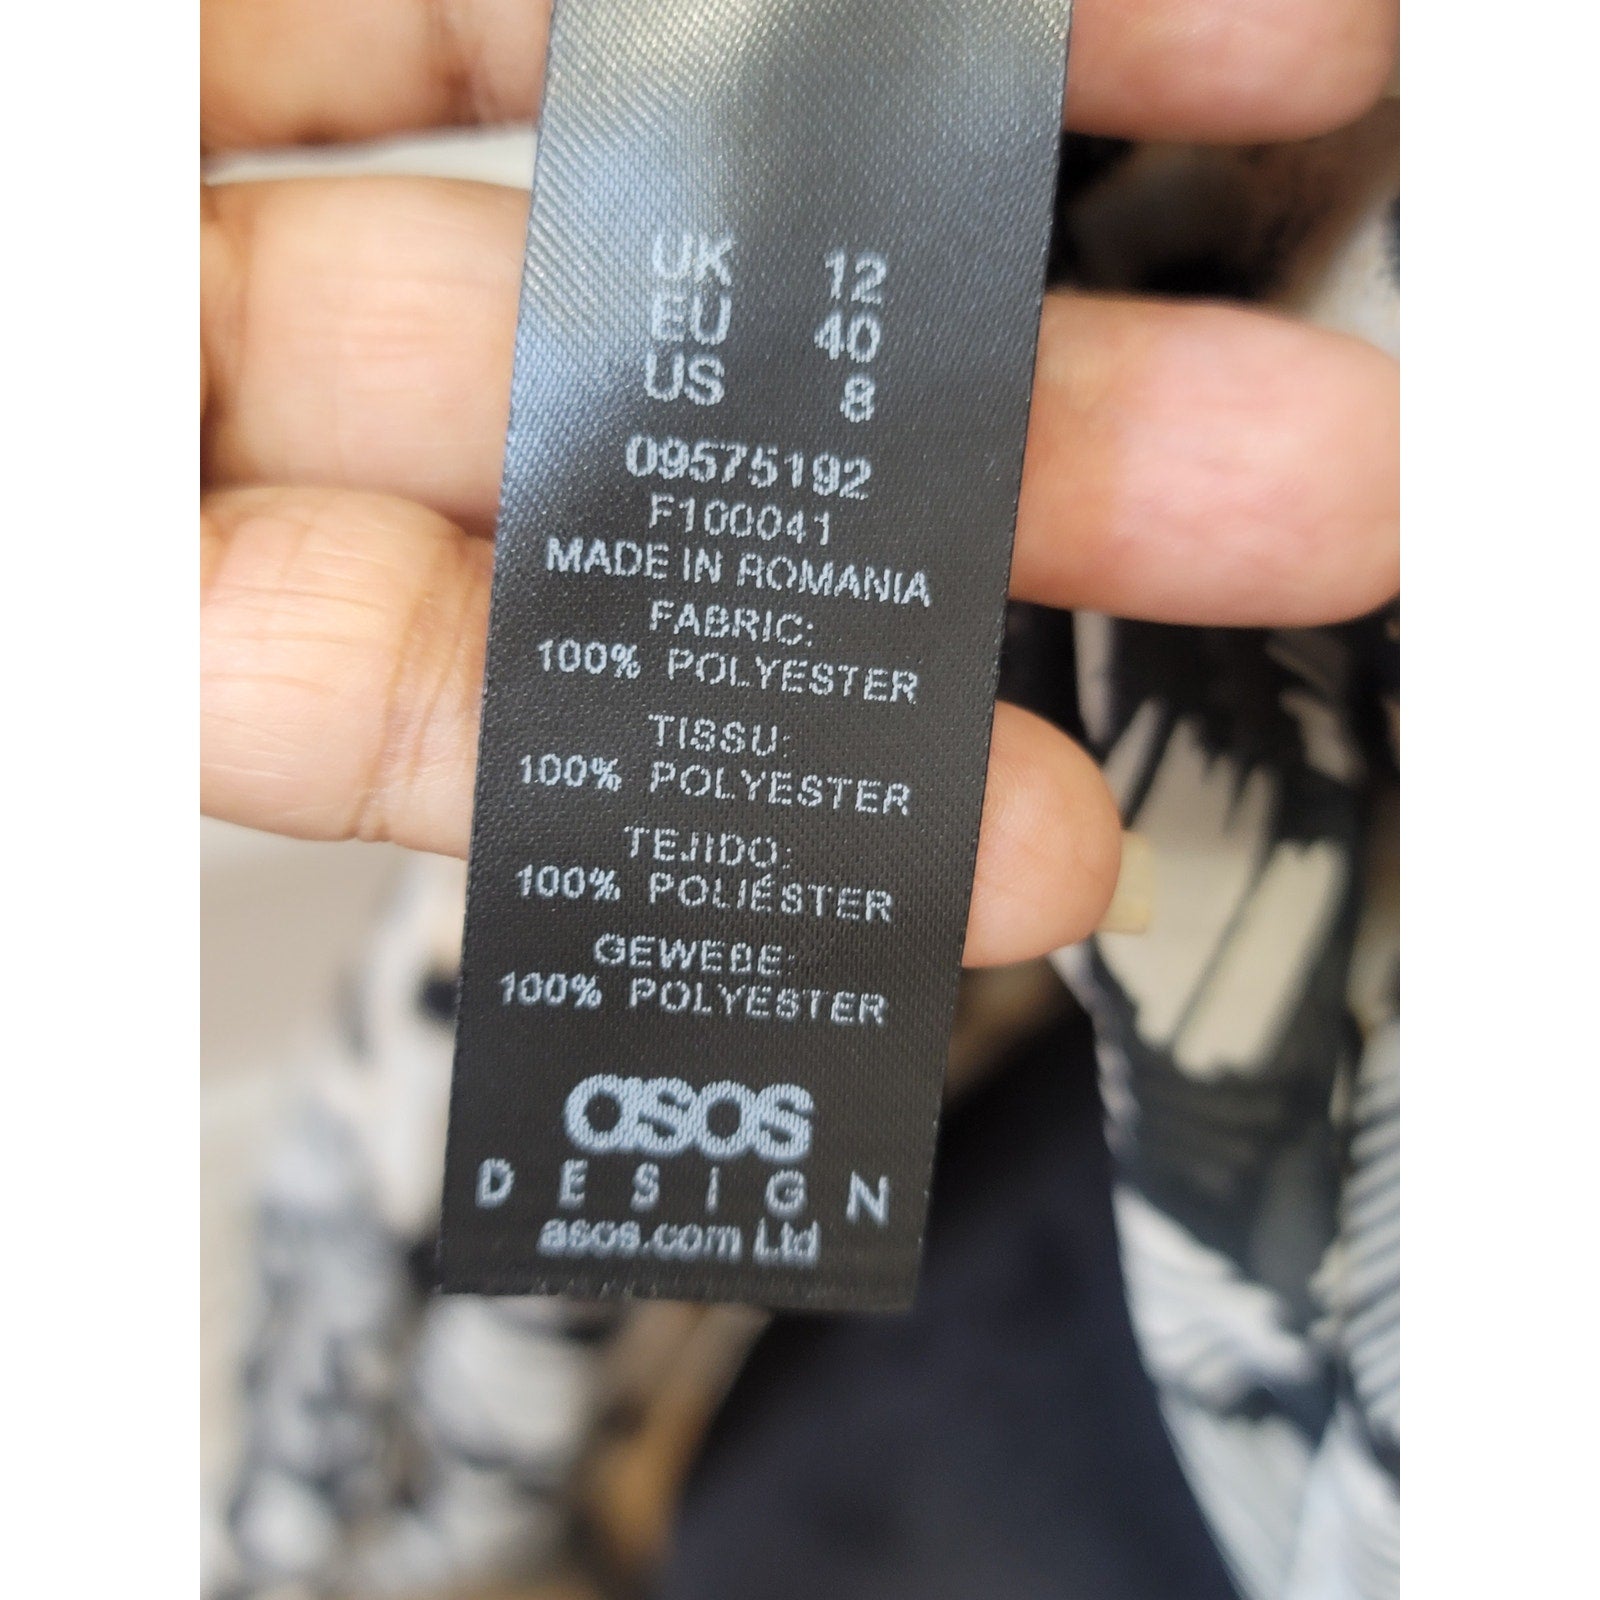 UK 12
EU 40
US 8
09575192
F100041
MADE IN ROMANIA
FABRIC:
100% POLYESTER
TISSU:
100% POLYESTER
TEJIDO:
100% POLIÉSTER
GEWEBE:
100% POLYESTER
asos
DESIGN
asos.com Ltd